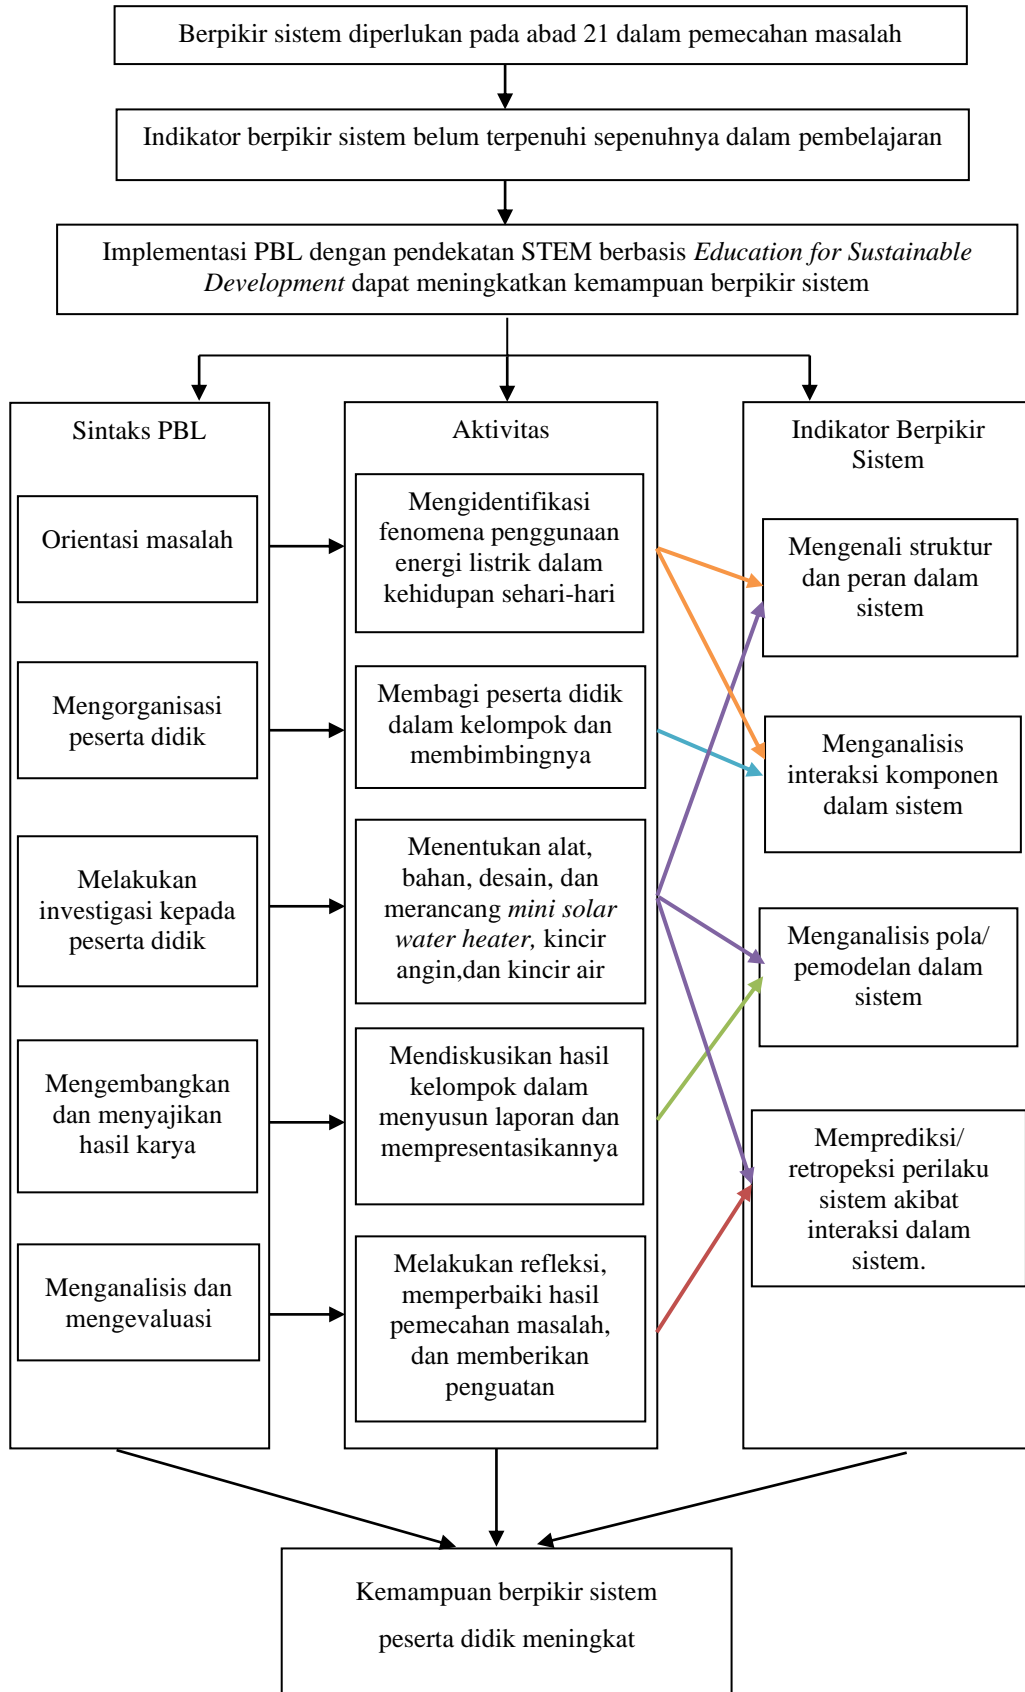 Berpikir sistem diperlukan pada abad 21 dalam pemecahan masalah
Indikator berpikir sistem belum terpenuhi sepenuhnya dalam pembelajaran
Implementasi PBL dengan pendekatan STEM berbasis Education for Sustainable
Development dapat meningkatkan kemampuan berpikir sistem
Sintaks PBL
Orientasi masalah
Mengorganisasi
peserta didik
Melakukan
investigasi kepada
peserta didik
Mengembangkan
dan menyajikan
hasil karya
Menganalisis dan
mengevaluasi
Aktivitas
Mengidentifikasi
fenomena penggunaan
energi listrik dalam
kehidupan sehari-hari
Membagi peserta didik
dalam kelompok dan
membimbingnya
Menentukan alat,
bahan, desain, dan
merancang mini solar
water heater, kincir
angin,dan kincir air
Mendiskusikan hasil
kelompok dalam
menyusun laporan dan
mempresentasikannya
Melakukan refleksi,
memperbaiki hasil
pemecahan masalah,
dan memberikan
penguatan
Indikator Berpikir
Sistem
Mengenali struktur
dan peran dalam
sistem
Menganalisis
interaksi komponen
dalam sistem
Menganalisis pola/
pemodelan dalam
sistem
Memprediksi/
retropeksi perilaku
sistem akibat
interaksi dalam
sistem.
Kemampuan berpikir sistem
peserta didik meningkat